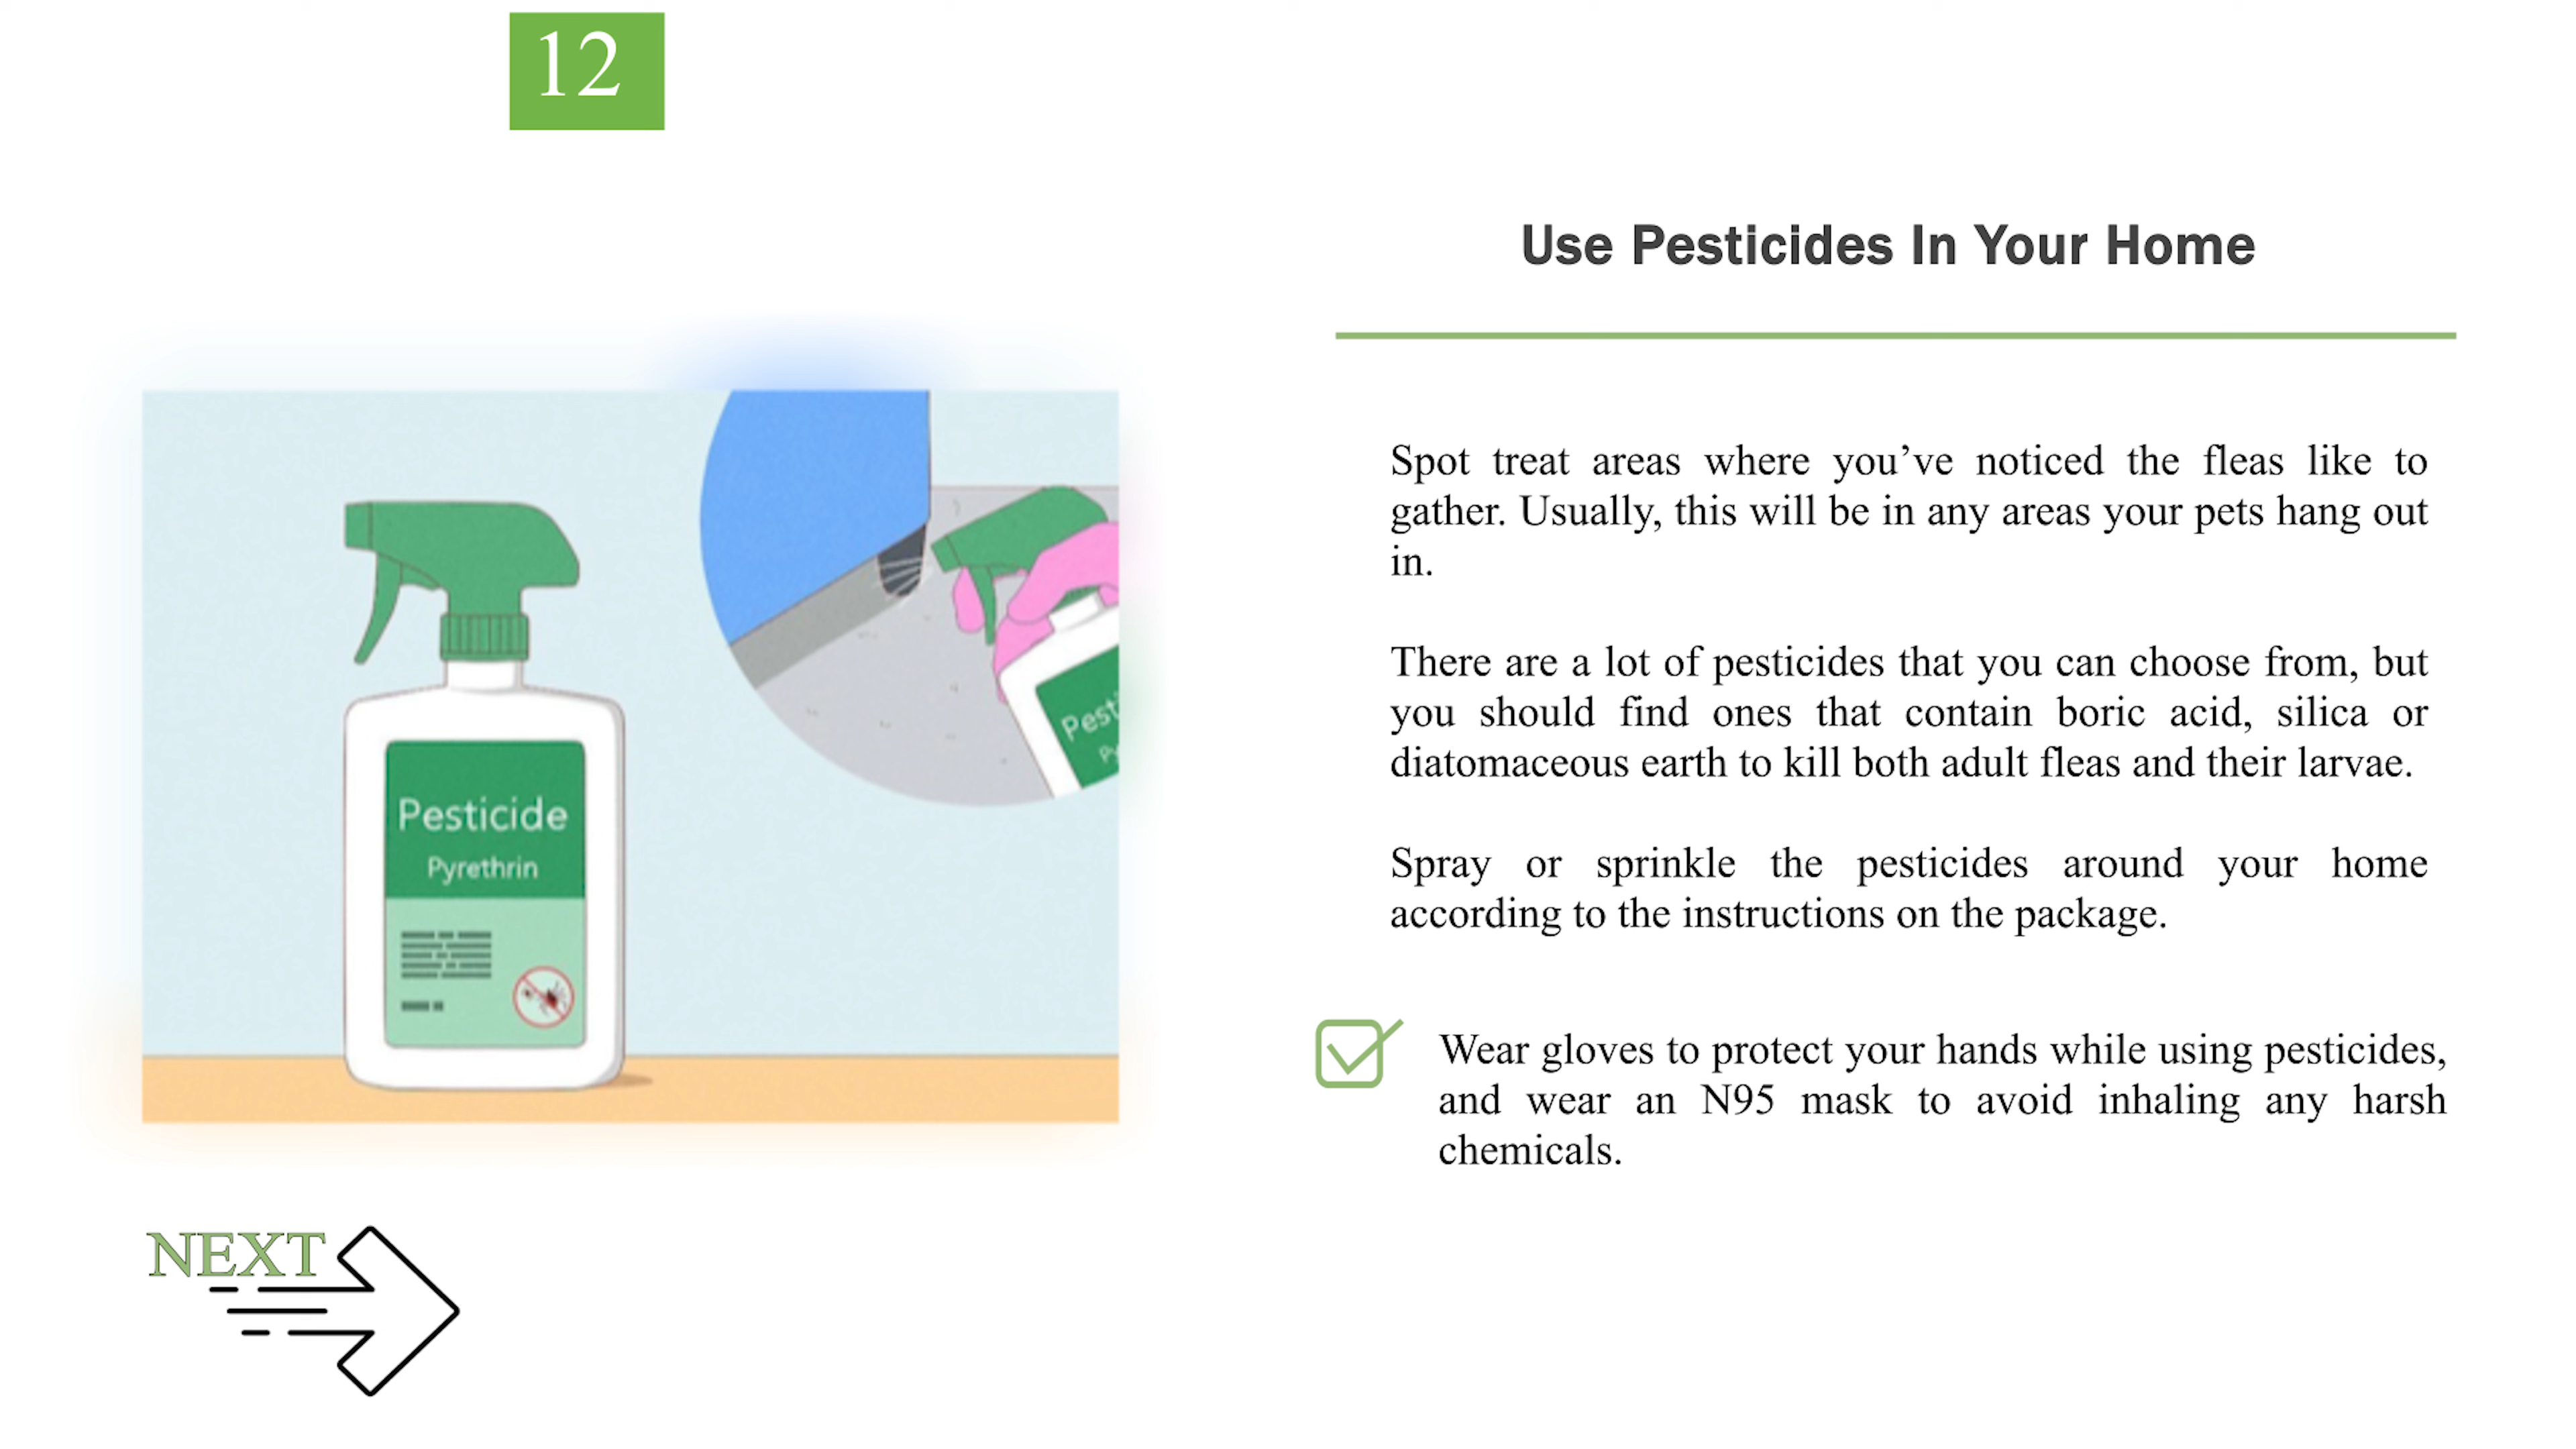 12
Use Pesticides In Your Home
Spot treat areas where you’ve noticed the fleas like to
gather. Usually, this will be in any areas your pets hang out
in.
There are a lot of pesticides that you can choose from, but
you should find ones that contain boric acid, silica or
diatomaceous earth to kill both adult fleas and their larvae.
Spray or sprinkle the pesticides around your home
according to the instructions on the package.
Wear gloves to protect your hands while using pesticides,
and wear an N95 mask to avoid inhaling any harsh
chemicals.
Pesticide
Pyrethrin
Pest
Py
NEXT